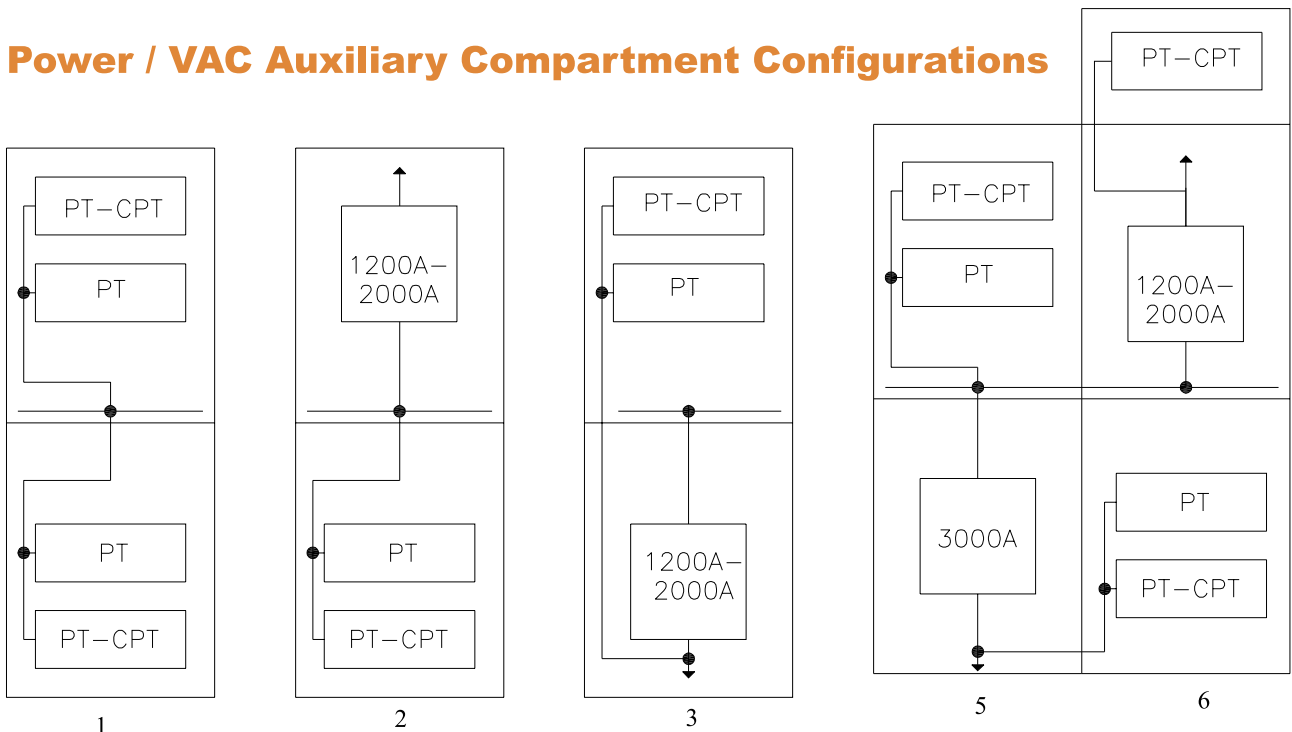 Power / VAC Auxiliary Compartment Configurations
PT-CPT
PT
PT
PT-CPT
1
1200A-
2000A
PT
PT-CPT
2
PT-CPT
PT
1200A-
2000A
3
PT-CPT
PT
3000A
5
PT-CPT
1200A-
2000A
PT
PT-CPT
6